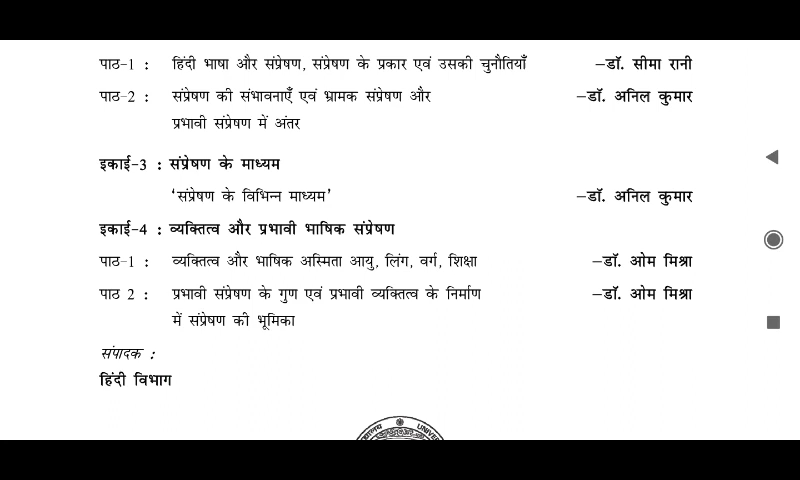 पाठ-1 : हिंदी भाषा और संप्रेषण, संप्रेषण के प्रकार एवं उसकी चुनौतियाँ –डॉ. सीमा रानी
पाठ-2 : संप्रेषण की संभावनाएँ एवं भ्रामक संप्रेषण और –डॉ. अनिल कुमार
प्रभावी संप्रेषण में अंतर
इकाई-3 : संप्रेषण के माध्यम
‘संप्रेषण के विभिन्न माध्यम’ –डॉ. अनिल कुमार
इकाई-4 : व्यक्तित्व और प्रभावी भाषिक संप्रेषण
पाठ-1 : व्यक्तित्व और भाषिक अस्मिता आयु, लिंग, वर्ग, शिक्षा –डॉ. ओम मिश्रा
पाठ 2 : प्रभावी संप्रेषण के गुण एवं प्रभावी व्यक्तित्व के निर्माण –डॉ. ओम मिश्रा
में संप्रेषण की भूमिका
संपादक :
हिंदी विभाग